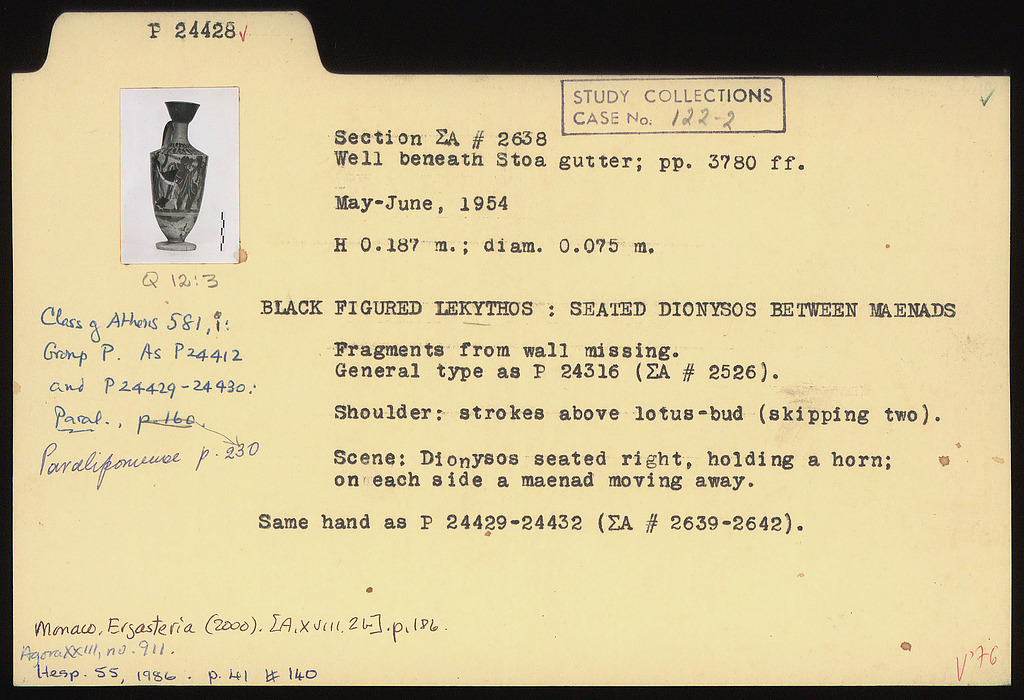 P 24428 ✓
STUDY COLLECTIONS
CASE No. 122-2
Section ΣA # 2638
Well beneath Stoa gutter; pp. 3780 ff.
May-June, 1954
H 0.187 m.; diam. 0.075 m.
Q 12:3
BLACK FIGURED LEKYTHOS : SEATED DIONYSOS BETWEEN MAENADS
Class of Athens 581, i:
Group P. As P24412
and P24429-24430:
Paral., p. 160.
Paralipomena p. 230
Fragments from wall missing.
General type as P 24316 (ΣA # 2526).
Shoulder: strokes above lotus-bud (skipping two).
Scene: Dionysos seated right, holding a horn;
on each side a maenad moving away.
Same hand as P 24429-24432 (ΣA # 2639-2642).
Monaco, Ergasteria (2000). [A, XVIII, 2b]. p. 186.
Agora XXIII, no. 911.
Hesp. 55, 1986. p. 41 # 140
V'76